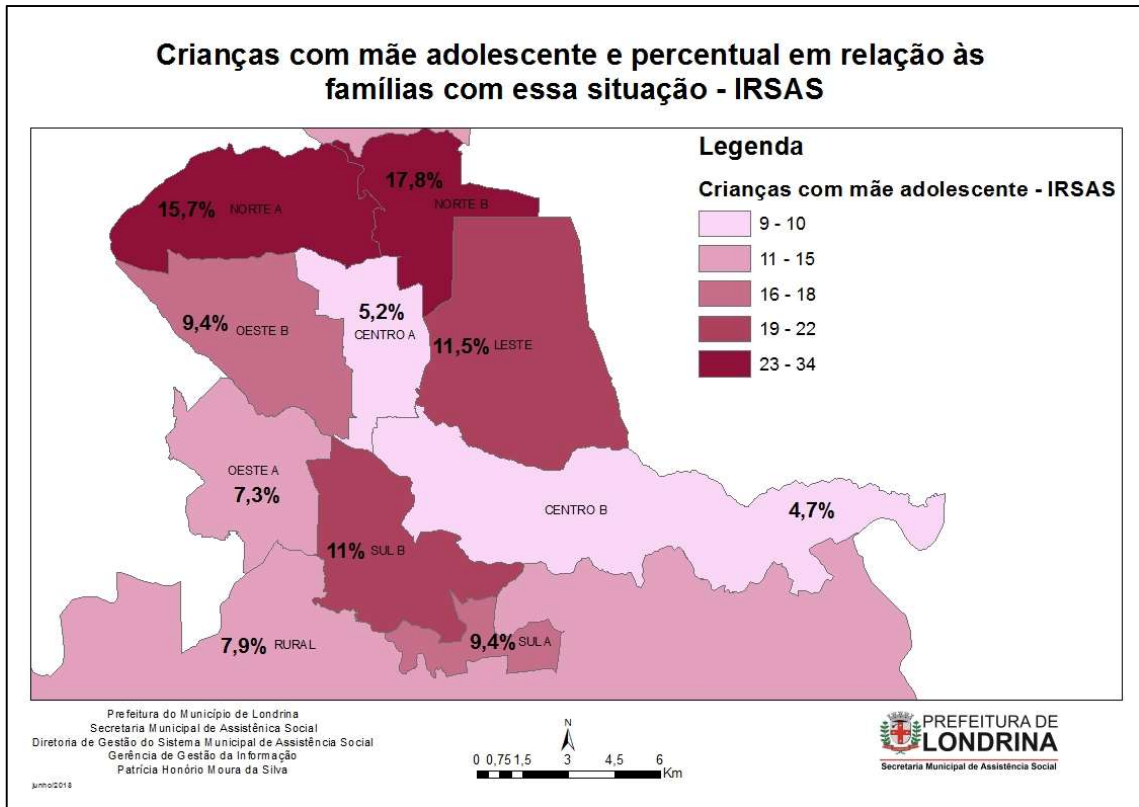 Crianças com mãe adolescente e percentual em relação às
famílias com essa situação - IRSAS
Legenda
Crianças com mãe adolescente - IRSAS
9 - 10
11 - 15
16 - 18
19 - 22
23 - 34
17,8%
NORTE B
15,7% NORTE A
5,2%
CENTRO A
9,4% OESTE B
11,5% LESTE
OESTE A
7,3%
CENTRO B
4,7%
11% SUL B
7,9% RURAL
9,4% SUL A
Prefeitura do Município de Londrina
Secretaria Municipal de Assistênica Social
Diretoria de Gestão do Sistema Municipal de Assistência Social
Gerência de Gestão da Informação
Patrícia Honório Moura da Silva
junho/2018
N
0 0,75 1,5 3 4,5 6
Km
PREFEITURA DE
LONDRINA
Secretaria Municipal de Assistência Social